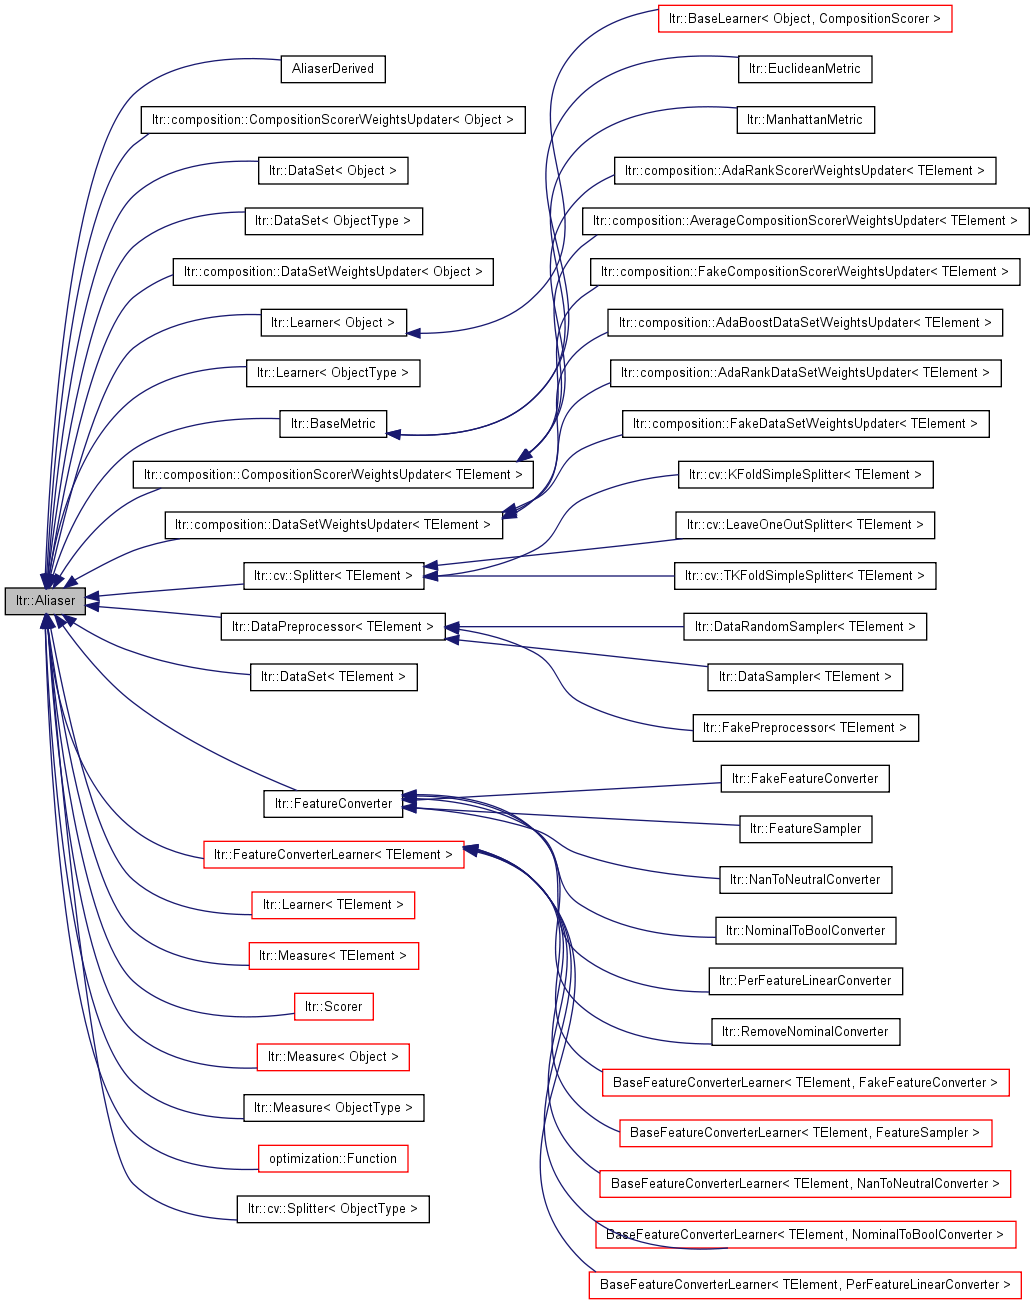 ltr::Aliaser
AliaserDerived
ltr::composition::CompositionScorerWeightsUpdater< Object >
ltr::DataSet< Object >
ltr::DataSet< ObjectType >
ltr::composition::DataSetWeightsUpdater< Object >
ltr::Learner< Object >
ltr::Learner< ObjectType >
ltr::BaseMetric
ltr::composition::CompositionScorerWeightsUpdater< TElement >
ltr::composition::DataSetWeightsUpdater< TElement >
ltr::cv::Splitter< TElement >
ltr::DataPreprocessor< TElement >
ltr::DataSet< TElement >
ltr::FeatureConverter
ltr::FeatureConverterLearner< TElement >
ltr::Learner< TElement >
ltr::Measure< TElement >
ltr::Scorer
ltr::Measure< Object >
ltr::Measure< ObjectType >
optimization::Function
ltr::cv::Splitter< ObjectType >
ltr::BaseLearner< Object, CompositionScorer >
ltr::EuclideanMetric
ltr::ManhattanMetric
ltr::composition::AdaRankScorerWeightsUpdater< TElement >
ltr::composition::AverageCompositionScorerWeightsUpdater< TElement >
ltr::composition::FakeCompositionScorerWeightsUpdater< TElement >
ltr::composition::AdaBoostDataSetWeightsUpdater< TElement >
ltr::composition::AdaRankDataSetWeightsUpdater< TElement >
ltr::composition::FakeDataSetWeightsUpdater< TElement >
ltr::cv::KFoldSimpleSplitter< TElement >
ltr::cv::LeaveOneOutSplitter< TElement >
ltr::cv::TKFoldSimpleSplitter< TElement >
ltr::DataRandomSampler< TElement >
ltr::DataSampler< TElement >
ltr::FakePreprocessor< TElement >
ltr::FakeFeatureConverter
ltr::FeatureSampler
ltr::NanToNeutralConverter
ltr::NominalToBoolConverter
ltr::PerFeatureLinearConverter
ltr::RemoveNominalConverter
BaseFeatureConverterLearner< TElement, FakeFeatureConverter >
BaseFeatureConverterLearner< TElement, FeatureSampler >
BaseFeatureConverterLearner< TElement, NanToNeutralConverter >
BaseFeatureConverterLearner< TElement, NominalToBoolConverter >
BaseFeatureConverterLearner< TElement, PerFeatureLinearConverter >